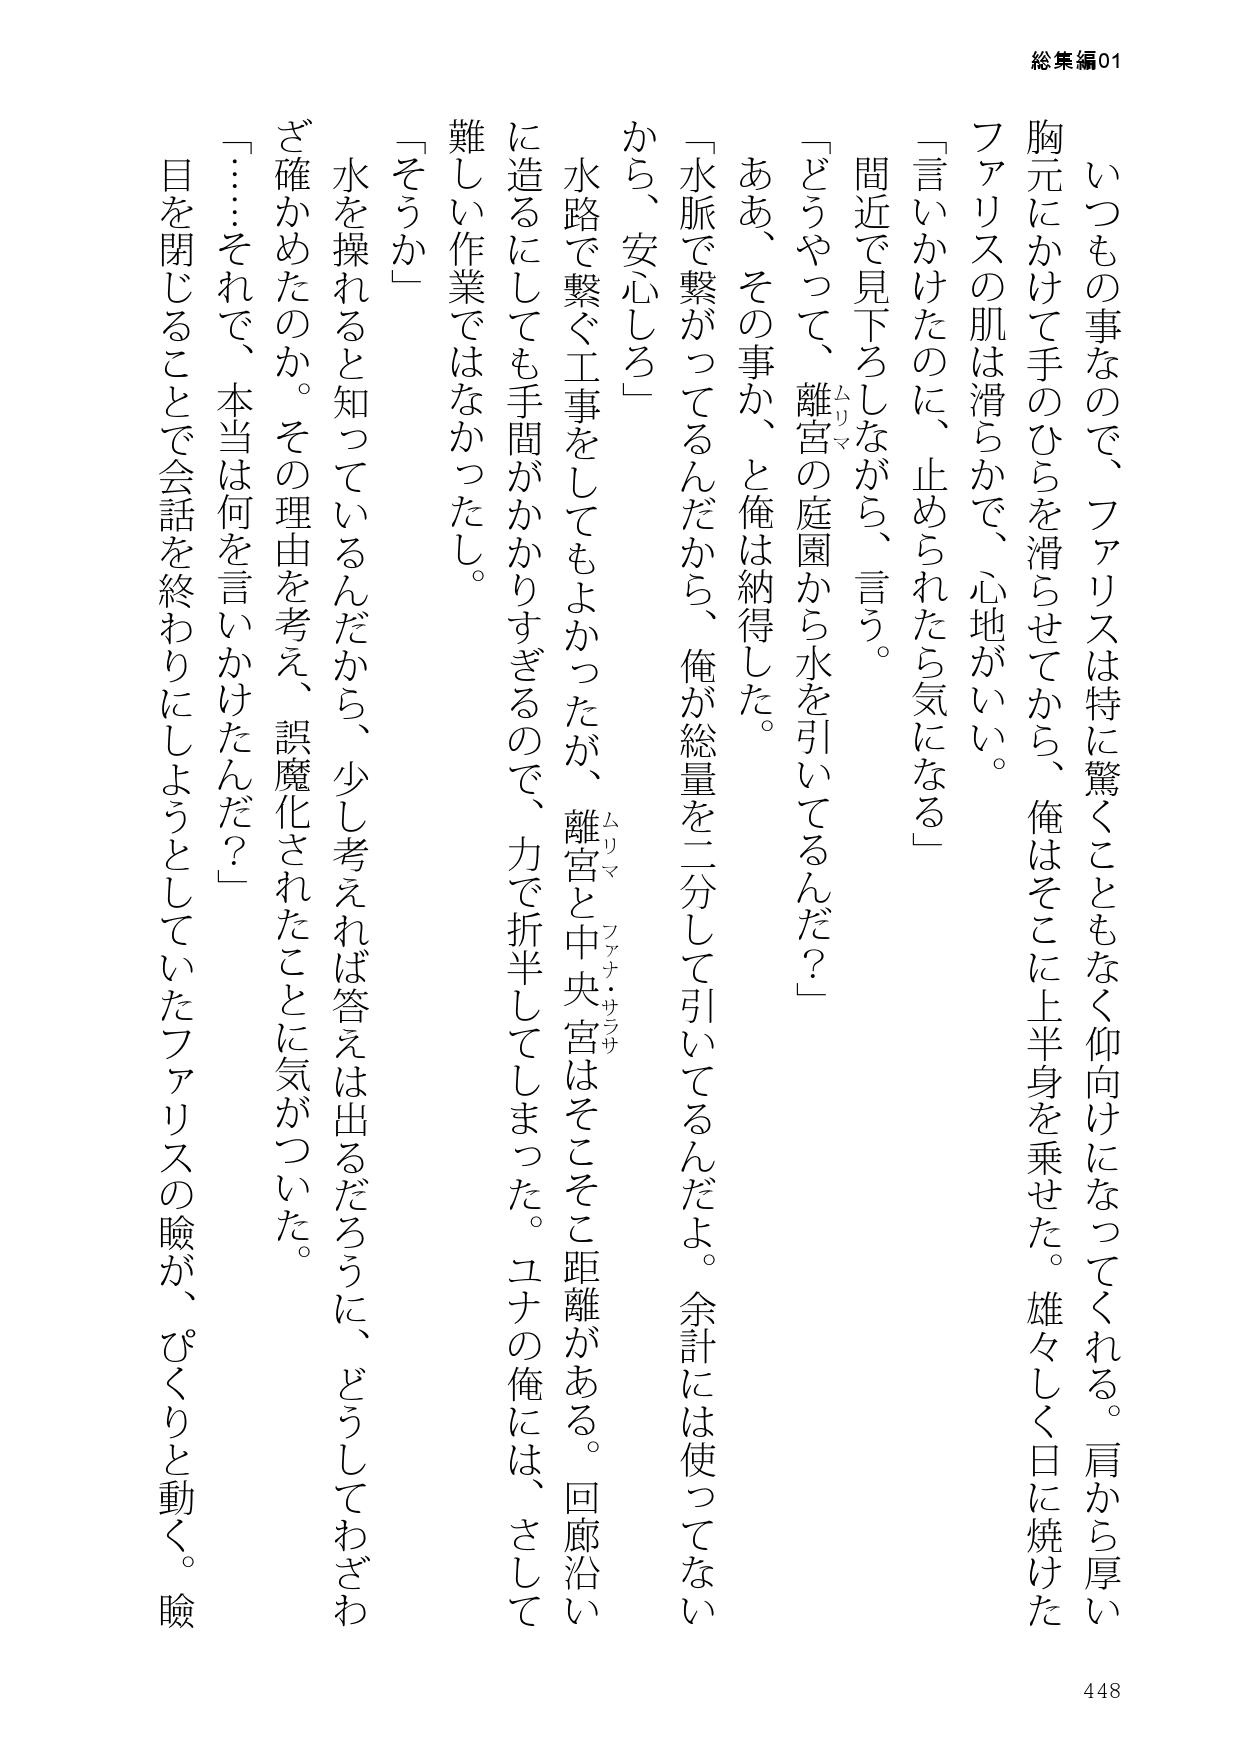 総集編01
　いつもの事なので、ファリスは特に驚くこともなく仰向けになってくれる。肩から厚い
胸元にかけて手のひらを滑らせてから、俺はそこに上半身を乗せた。雄々しく日に焼けた
ファリスの肌は滑らかで、心地がいい。
「言いかけたのに、止められたら気になる」
　間近で見下ろしながら、言う。
「どうやって、離宮ムリマの庭園から水を引いてるんだ？」
　ああ、その事か、と俺は納得した。
「水脈で繋がってるんだから、俺が総量を二分して引いてるんだよ。余計には使ってない
から、安心しろ」
　水路で繋ぐ工事をしてもよかったが、離宮ムリマと中央宮ファナ・サラサはそこそこ距離がある。回廊沿い
に造るにしても手間がかかりすぎるので、力で折半してしまった。ユナの俺には、さして
難しい作業ではなかったし。
「そうか」
　水を操れると知っているんだから、少し考えれば答えは出るだろうに、どうしてわざわ
ざ確かめたのか。その理由を考え、誤魔化されたことに気がついた。
「……それで、本当は何を言いかけたんだ？」
　目を閉じることで会話を終わりにしようとしていたファリスの瞼が、ぴくりと動く。瞼
448